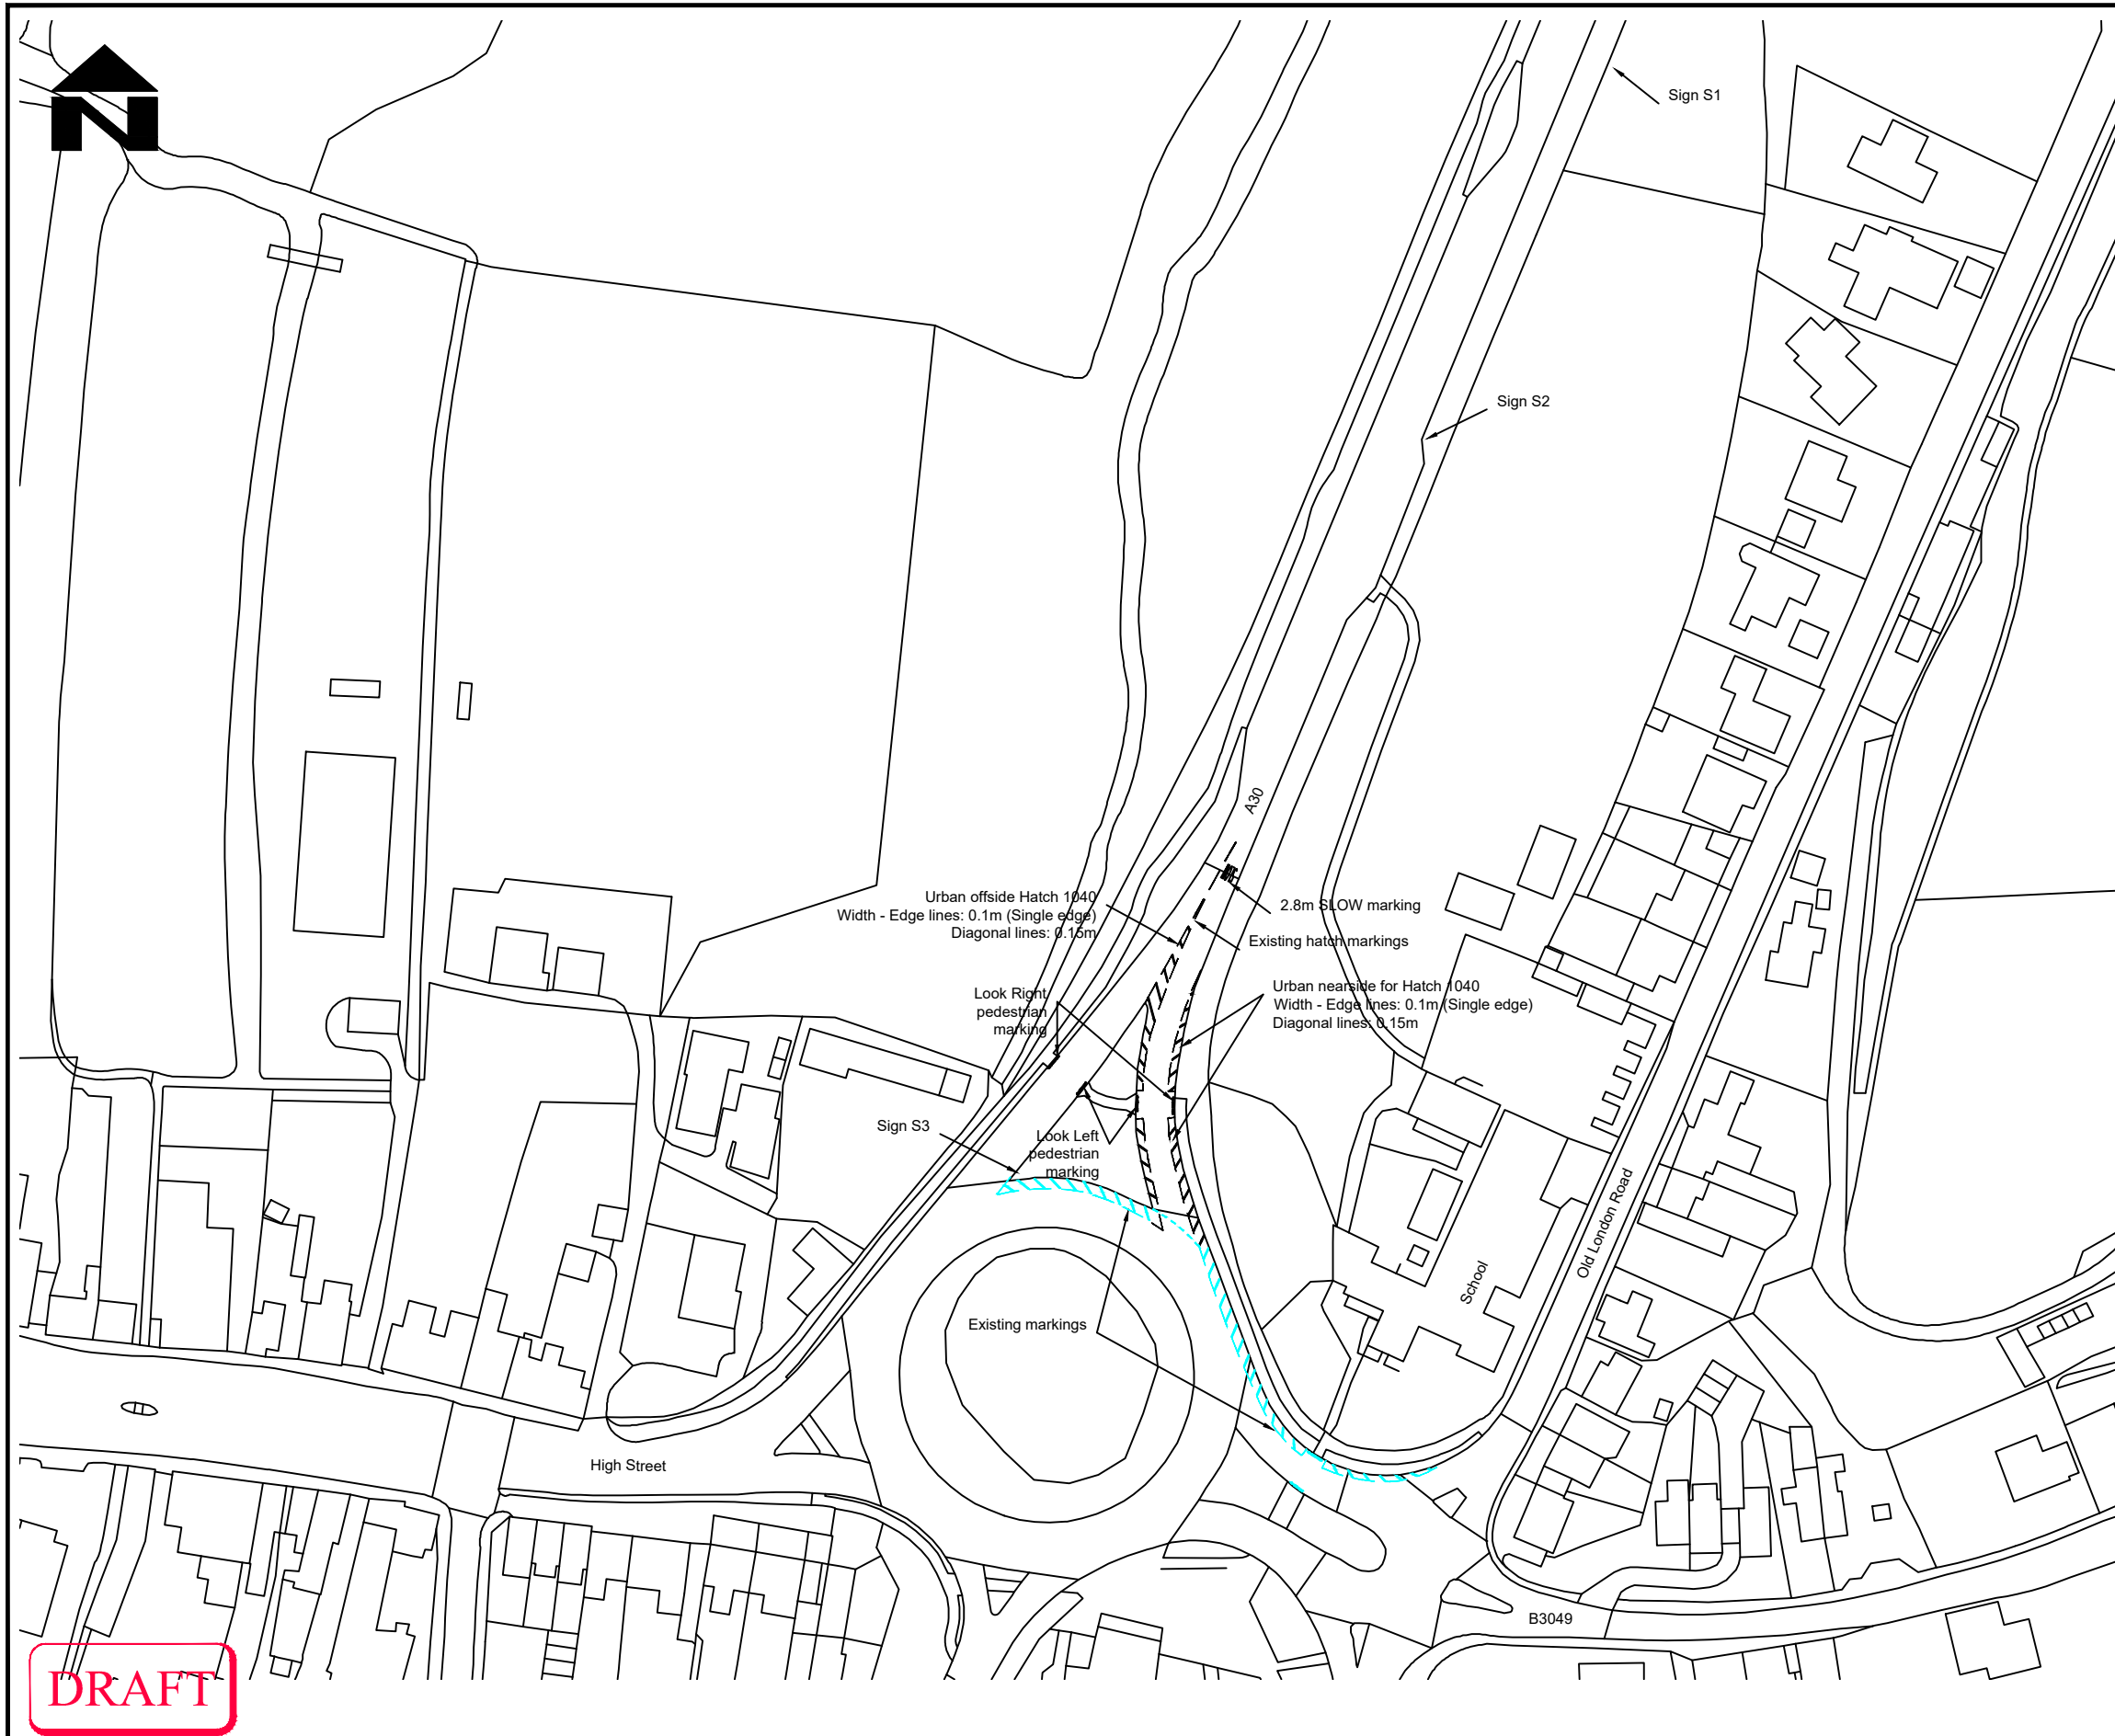 N
Sign S1
Sign S2
A30
Urban offside Hatch 1040
Width - Edge lines: 0.1m (Single edge)
Diagonal lines: 0.15m
2.8m SLOW marking
Existing hatch markings
Look Right
pedestrian
marking
Urban nearside for Hatch 1040
Width - Edge lines: 0.1m (Single edge)
Diagonal lines: 0.15m
Sign S3
Look Left
pedestrian
marking
Old London Road
School
Existing markings
High Street
B3049
DRAFT